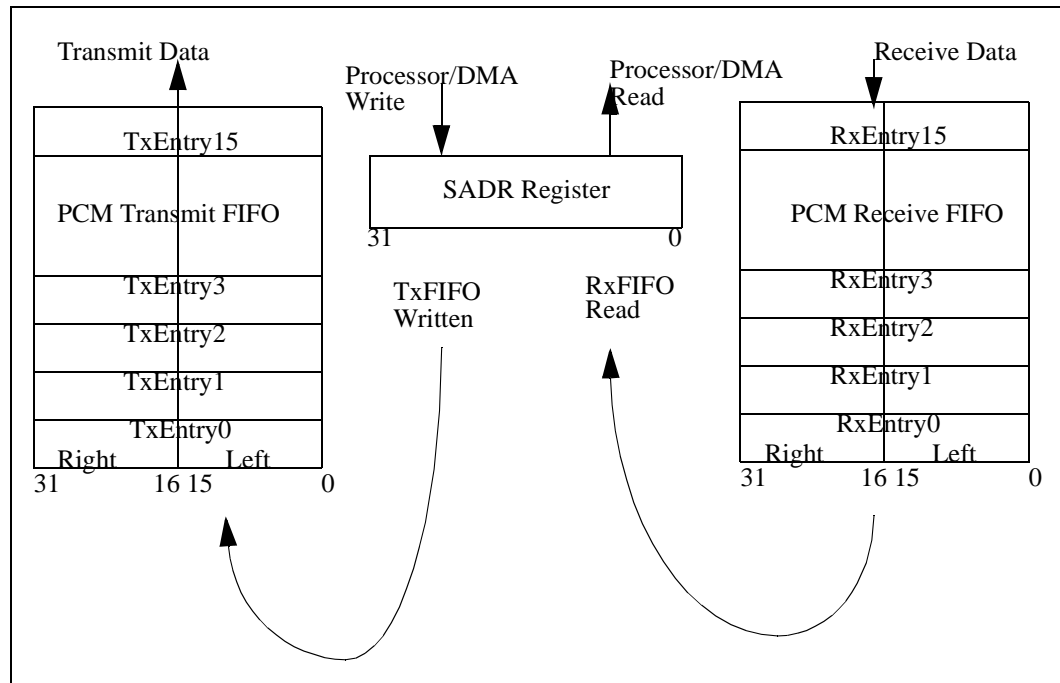 Transmit Data
Processor/DMA
Write
Processor/DMA
Read
Receive Data
TxEntry15
PCM Transmit FIFO
TxEntry3
TxEntry2
TxEntry1
TxEntry0
Right Left
31 16 15 0
SADR Register
31 0
TxFIFO
Written
RxFIFO
Read
RxEntry15
PCM Receive FIFO
RxEntry3
RxEntry2
RxEntry1
RxEntry0
Right Left
31 16 15 0